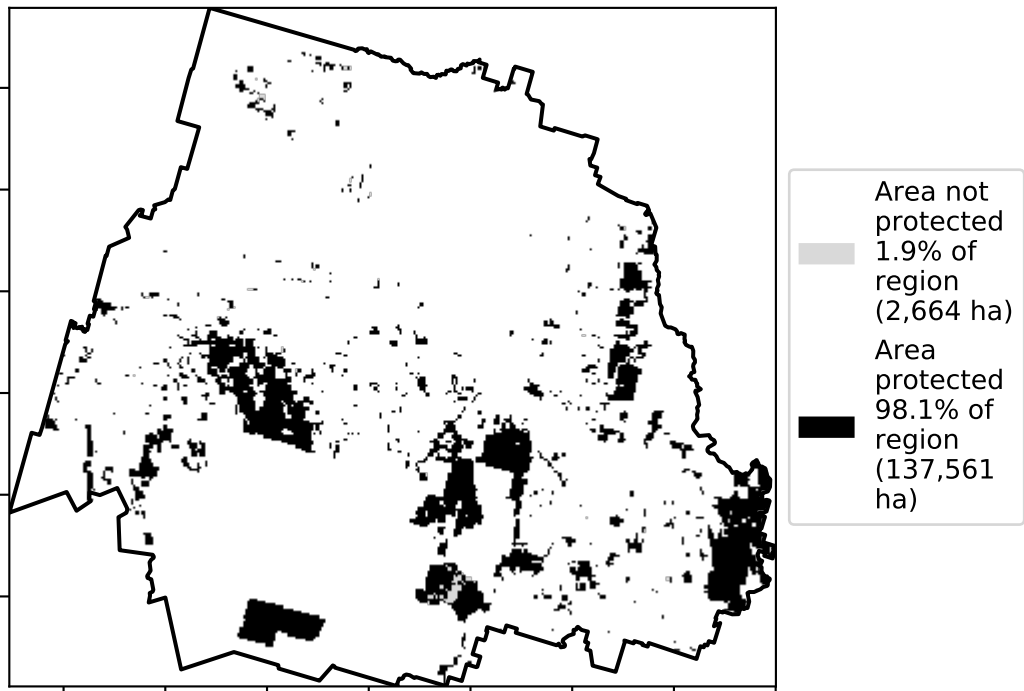 Area not
protected
1.9% of
region
(2,664 ha)
Area
protected
98.1% of
region
(137,561
ha)